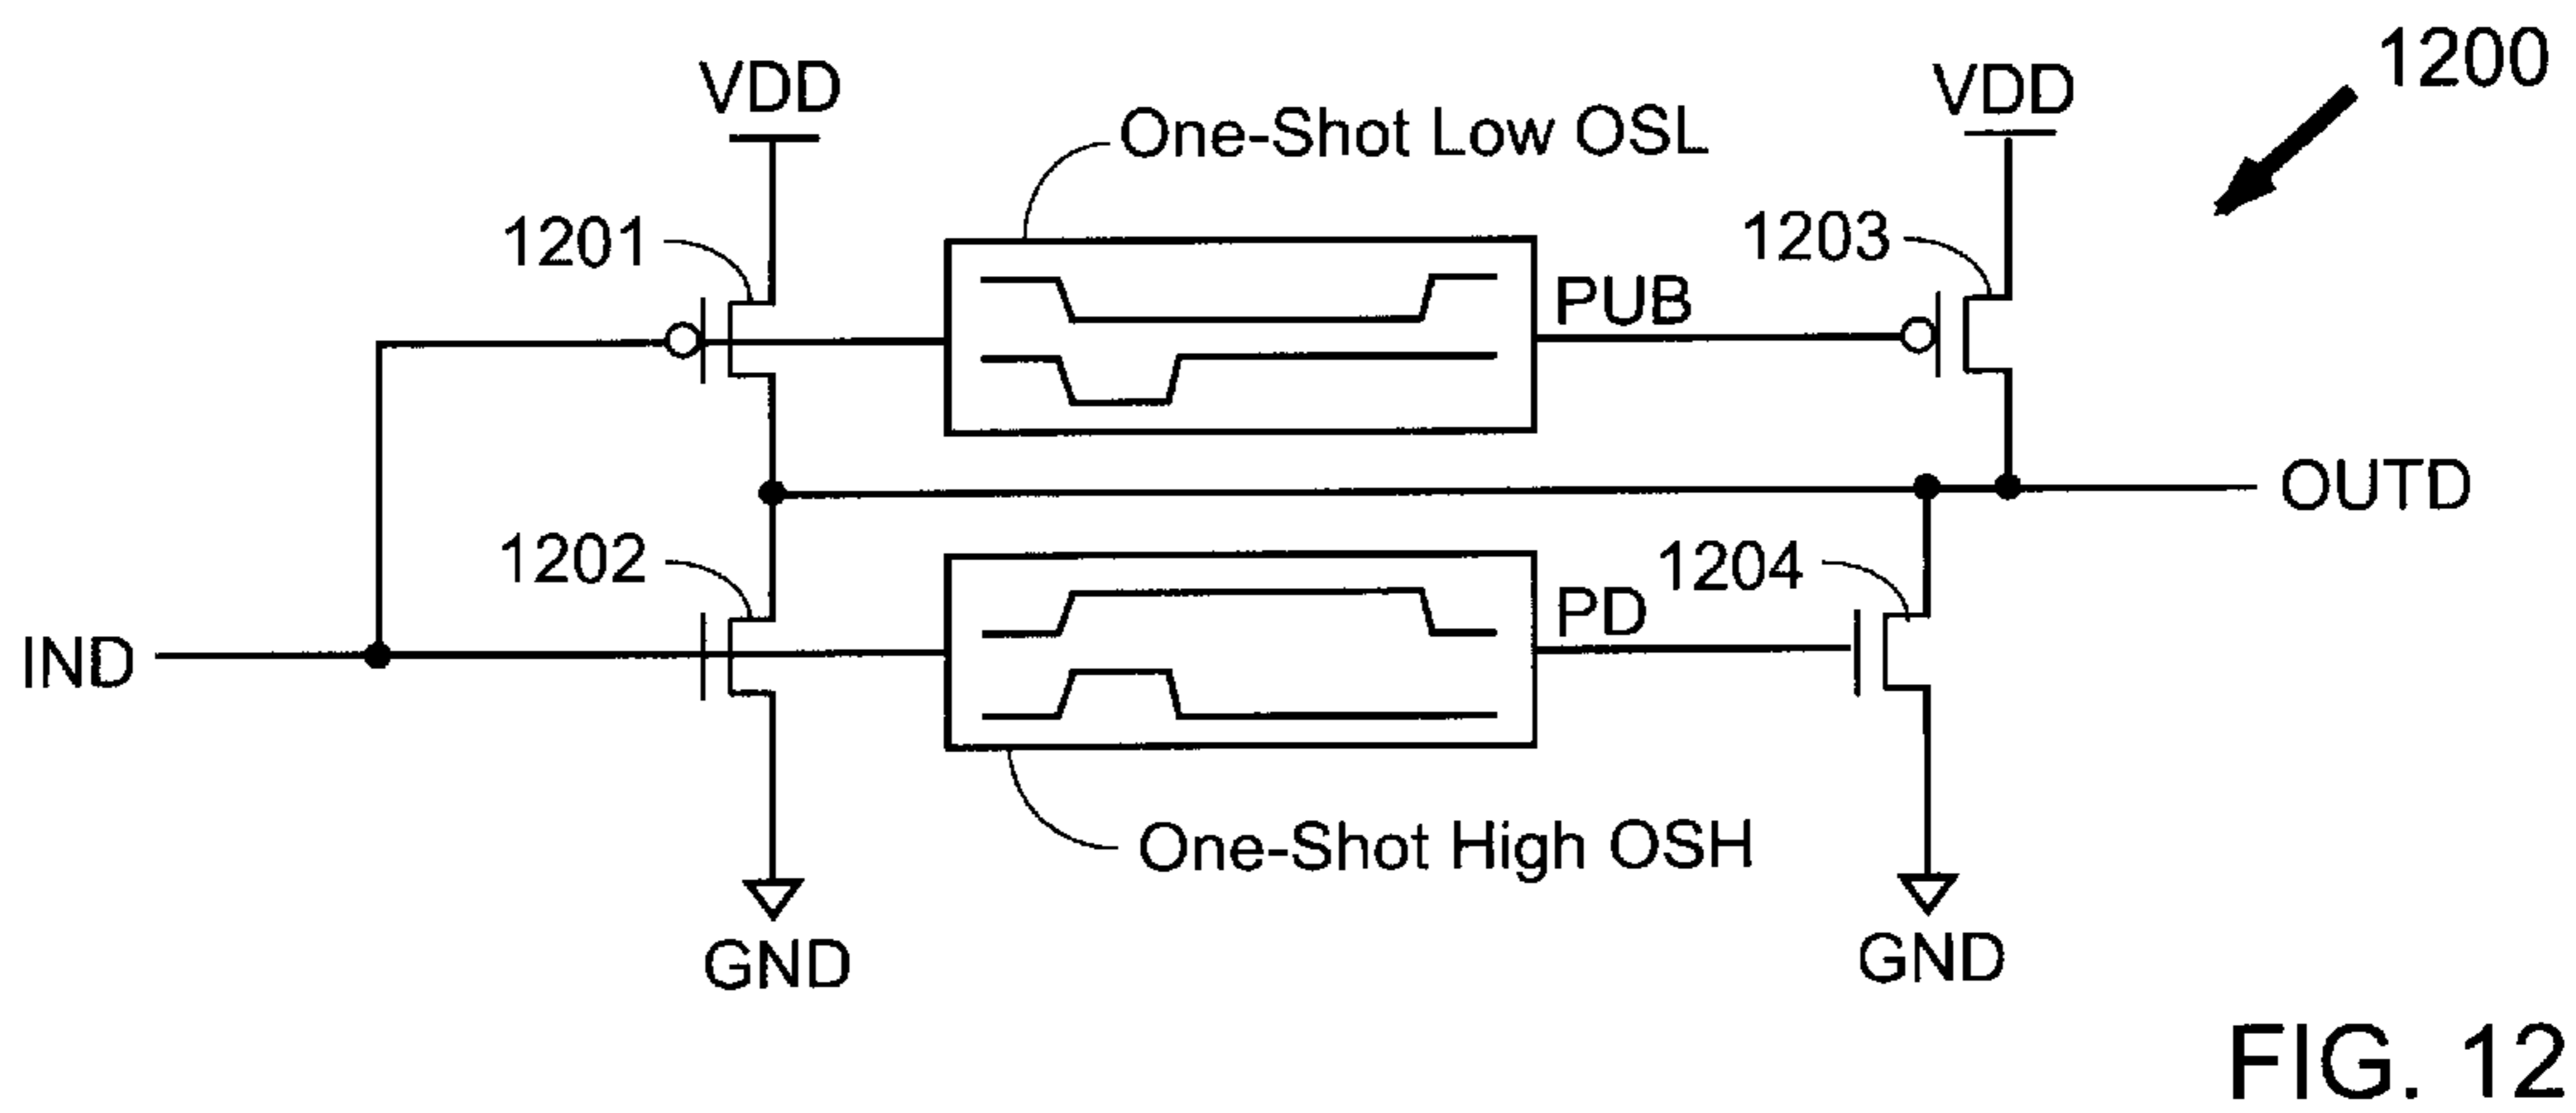 1200
VDD
VDD
One-Shot Low OSL
1201
1203
PUB
OUTD
1202
1204
PD
IND
One-Shot High OSH
GND
GND
FIG. 12